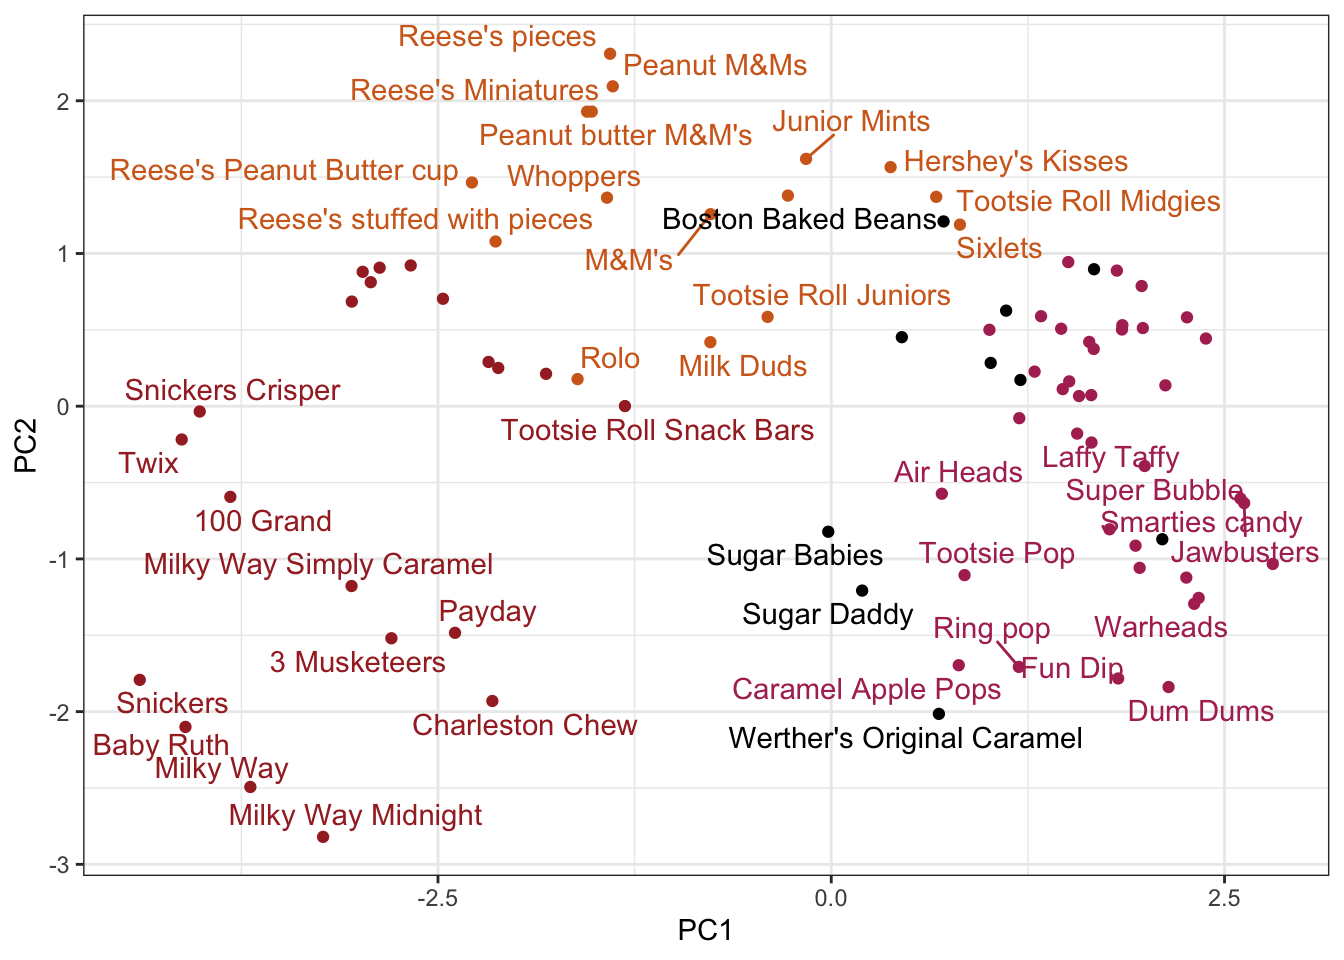 Reese's pieces
Peanut M&Ms
Reese's Miniatures
Junior Mints
Peanut butter M&M's
Reese's Peanut Butter cup
Hershey's Kisses
Whoppers
Tootsie Roll Midgies
Reese's stuffed with pieces
Boston Baked Beans
Sixlets
M&M's
Tootsie Roll Juniors
Rolo
Milk Duds
Snickers Crisper
Tootsie Roll Snack Bars
Twix
Laffy Taffy
Air Heads
Super Bubble
100 Grand
Smarties candy
Sugar Babies
Tootsie Pop
Jawbusters
Milky Way Simply Caramel
Payday
Sugar Daddy
Ring pop
Warheads
3 Musketeers
Fun Dip
Caramel Apple Pops
Snickers
Dum Dums
Charleston Chew
Werther's Original Caramel
Baby Ruth
Milky Way
Milky Way Midnight
2
1
0
-1
-2
-3
PC2
-2.5
0.0
2.5
PC1